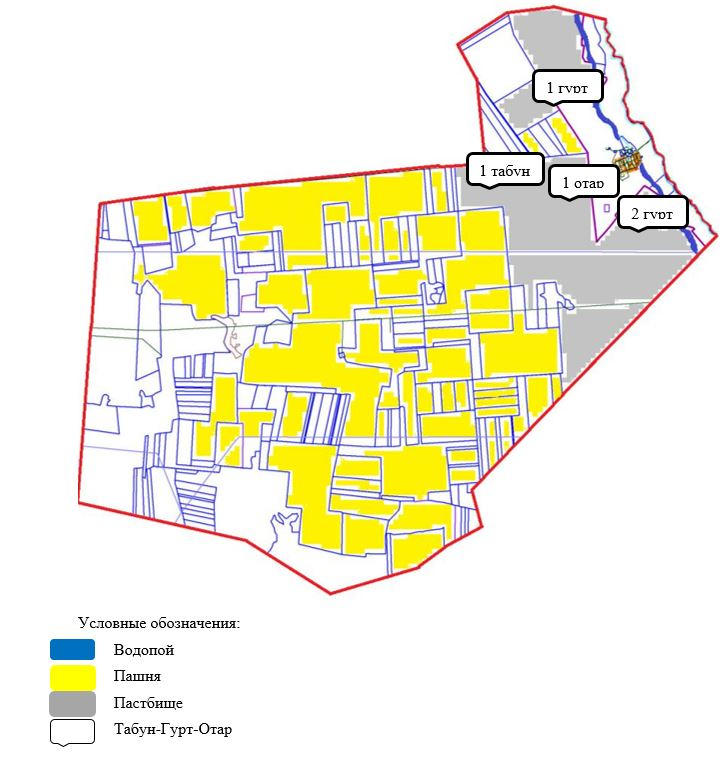 1 гурт
1 табун
1 отар
2 гурт
Условные обозначения:
Водопой
Пашня
Пастбище
Табун-Гурт-Отар